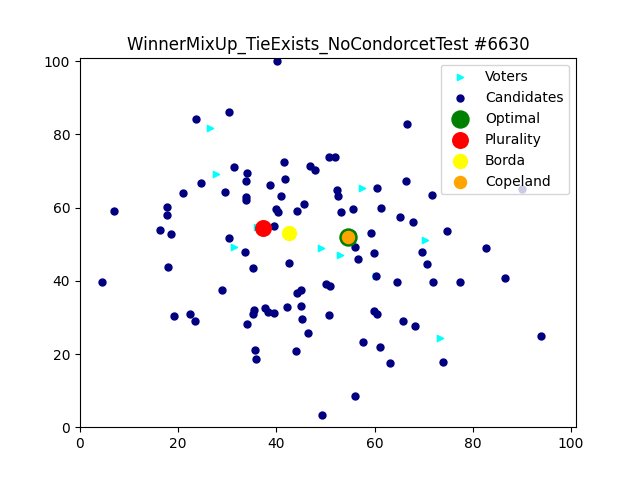 WinnerMixUp_TieExists_NoCondorcetTest #6630
Voters
Candidates
Optimal
Plurality
Borda
Copeland
100
80
60
40
20
0
0 20 40 60 80 100